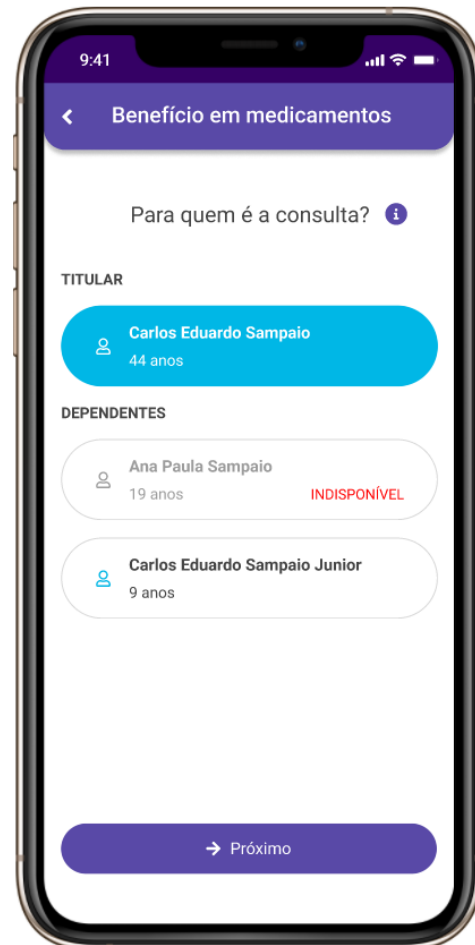 9:41
Benefício em medicamentos
Para quem é a consulta?
TITULAR
Carlos Eduardo Sampaio
44 anos
DEPENDENTES
Ana Paula Sampaio
19 anos INDISPONÍVEL
Carlos Eduardo Sampaio Junior
9 anos
Próximo